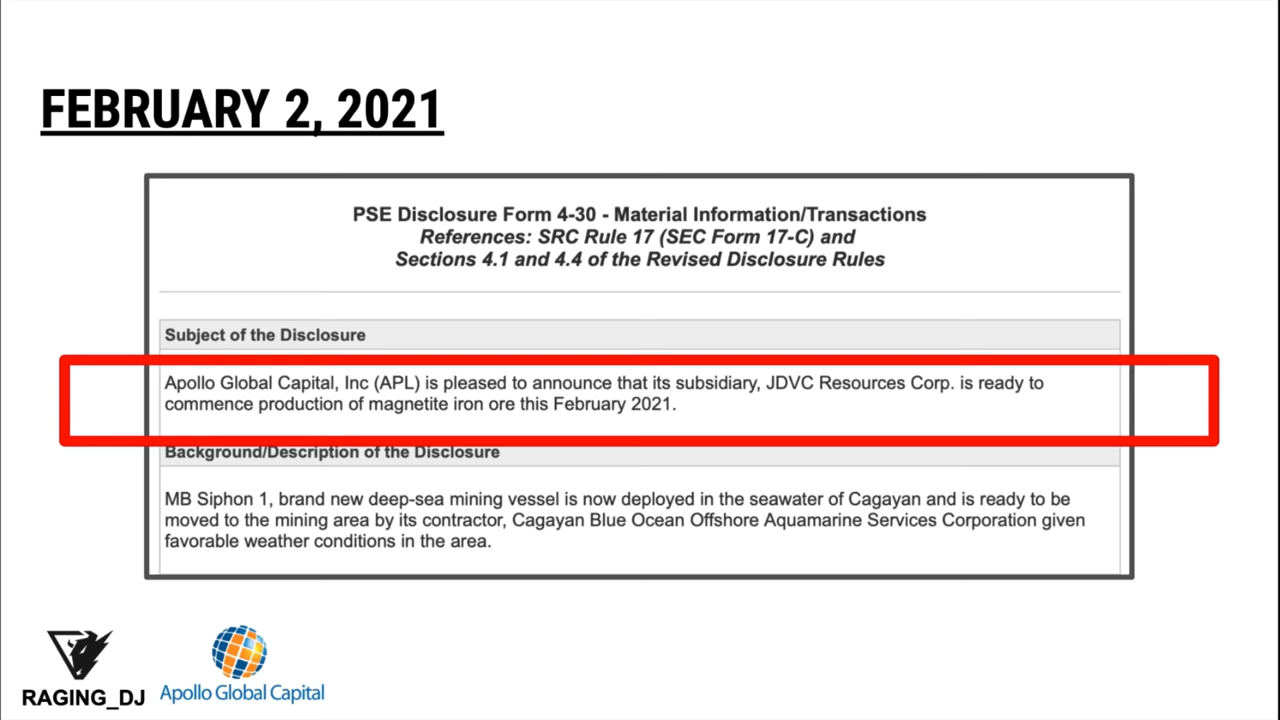 FEBRUARY 2, 2021
PSE Disclosure Form 4-30 - Material Information/Transactions
References: SRC Rule 17 (SEC Form 17-C) and
Sections 4.1 and 4.4 of the Revised Disclosure Rules
Subject of the Disclosure
Apollo Global Capital, Inc (APL) is pleased to announce that its subsidiary, JDVC Resources Corp. is ready to
commence production of magnetite iron ore this February 2021.
Background/Description of the Disclosure
MB Siphon 1, brand new deep-sea mining vessel is now deployed in the seawater of Cagayan and is ready to be
moved to the mining area by its contractor, Cagayan Blue Ocean Offshore Aquamarine Services Corporation given
favorable weather conditions in the area.
RAGING_DJ
Apollo Global Capital